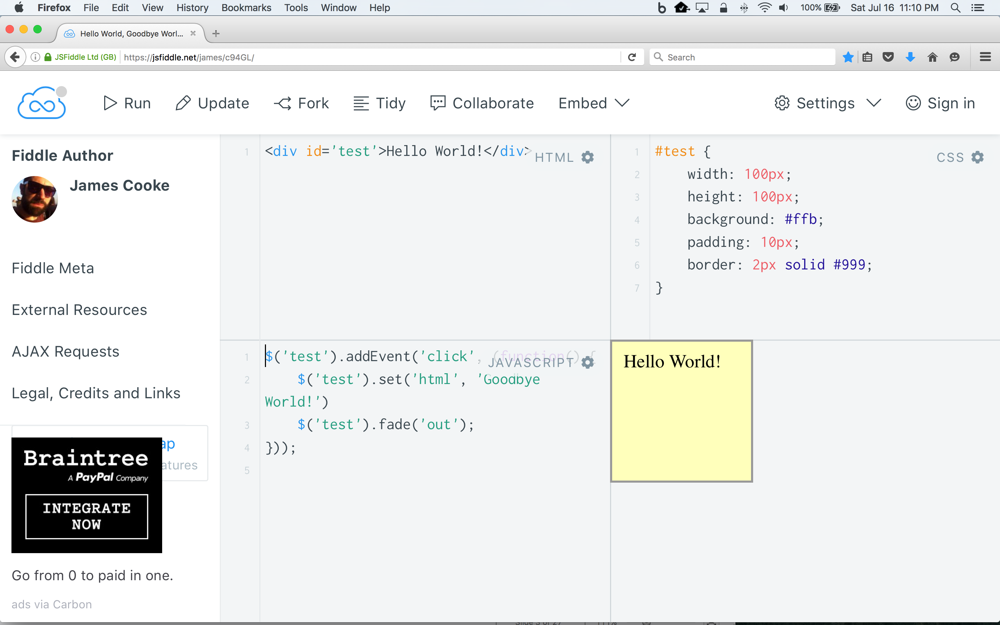 Firefox File Edit View History Bookmarks Tools Window Help 100% Sat Jul 16 11:10 PM
Hello World, Goodbye Worl...
JSFiddle Ltd (GB) https://jsfiddle.net/james/c94GL/ Search
Run Update Fork Tidy Collaborate Embed Settings Sign in
Fiddle Author
James Cooke
Fiddle Meta
External Resources
AJAX Requests
Legal, Credits and Links
ap
atures
Braintree
A PayPal Company
INTEGRATE
NOW
Go from 0 to paid in one.
ads via Carbon
1 <div id='test'>Hello World!</div>
HTML
1 #test {
2 width: 100px;
3 height: 100px;
4 background: #ffb;
5 padding: 10px;
6 border: 2px solid #999;
7 }
CSS
1 $('test').addEvent('click', (function() {
JAVASCRIPT
2 $('test').set('html', 'Goodbye
World!')
3 $('test').fade('out');
4 }));
5
Hello World!
Slide 5 of 27 111%